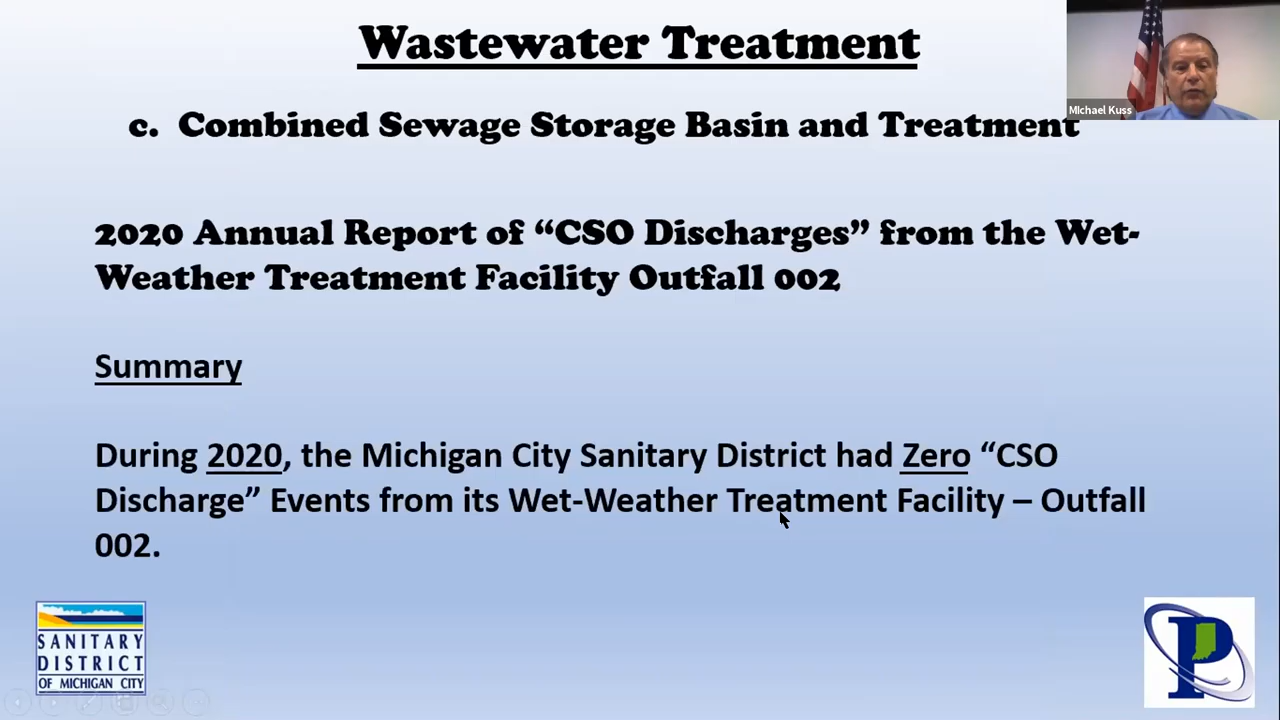 Wastewater Treatment
MIchael Kuss
c. Combined Sewage Storage Basin and Treatment
2020 Annual Report of “CSO Discharges” from the Wet-
Weather Treatment Facility Outfall 002
Summary
During 2020, the Michigan City Sanitary District had Zero “CSO
Discharge” Events from its Wet-Weather Treatment Facility – Outfall
002.
SANITARY
DISTRICT
OF MICHIGAN CITY
P